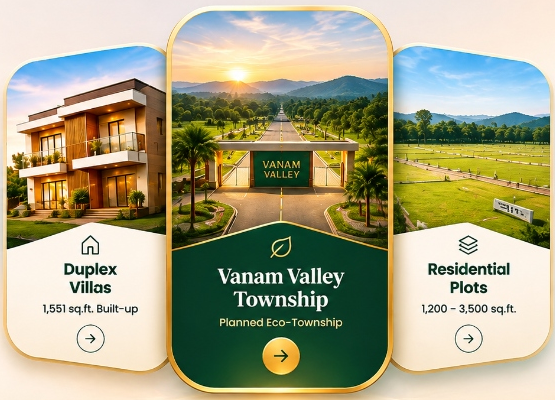 VANAM
VALLEY
Duplex
Villas
1,551 sq.ft. Built-up
Vanam Valley
Township
Planned Eco-Township
Residential
Plots
1,200 – 3,500 sq.ft.